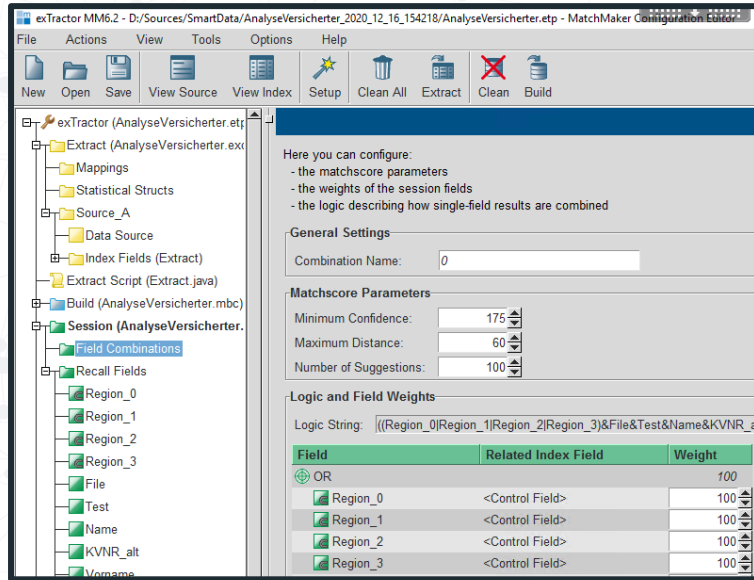 exTractor MM6.2 - D:/Sources/SmartData/AnalyseVersicherter_2020_12_16_154218/AnalyseVersicherter.etp - MatchMaker Configuration Editor
File Actions View Tools Options Help
New Open Save View Source View Index Setup Clean All Extract Clean Build
exTractor (AnalyseVersicherter.etp
Extract (AnalyseVersicherter.exc
Mappings
Statistical Structs
Source_A
Data Source
Index Fields (Extract)
Extract Script (Extract.java)
Build (AnalyseVersicherter.mbc)
Session (AnalyseVersicherter.
Field Combinations
Recall Fields
Region_0
Region_1
Region_2
Region_3
File
Test
Name
KVNR_alt
Vorname
Here you can configure:
- the matchscore parameters
- the weights of the session fields
- the logic describing how single-field results are combined
General Settings
Combination Name: 0
Matchscore Parameters
Minimum Confidence: 175
Maximum Distance: 60
Number of Suggestions: 100
Logic and Field Weights
Logic String: ((Region_0|Region_1|Region_2|Region_3)&File&Test&Name&KVNR_a
Field Related Index Field Weight
OR 100
Region_0 <Control Field> 100
Region_1 <Control Field> 100
Region_2 <Control Field> 100
Region_3 <Control Field> 100